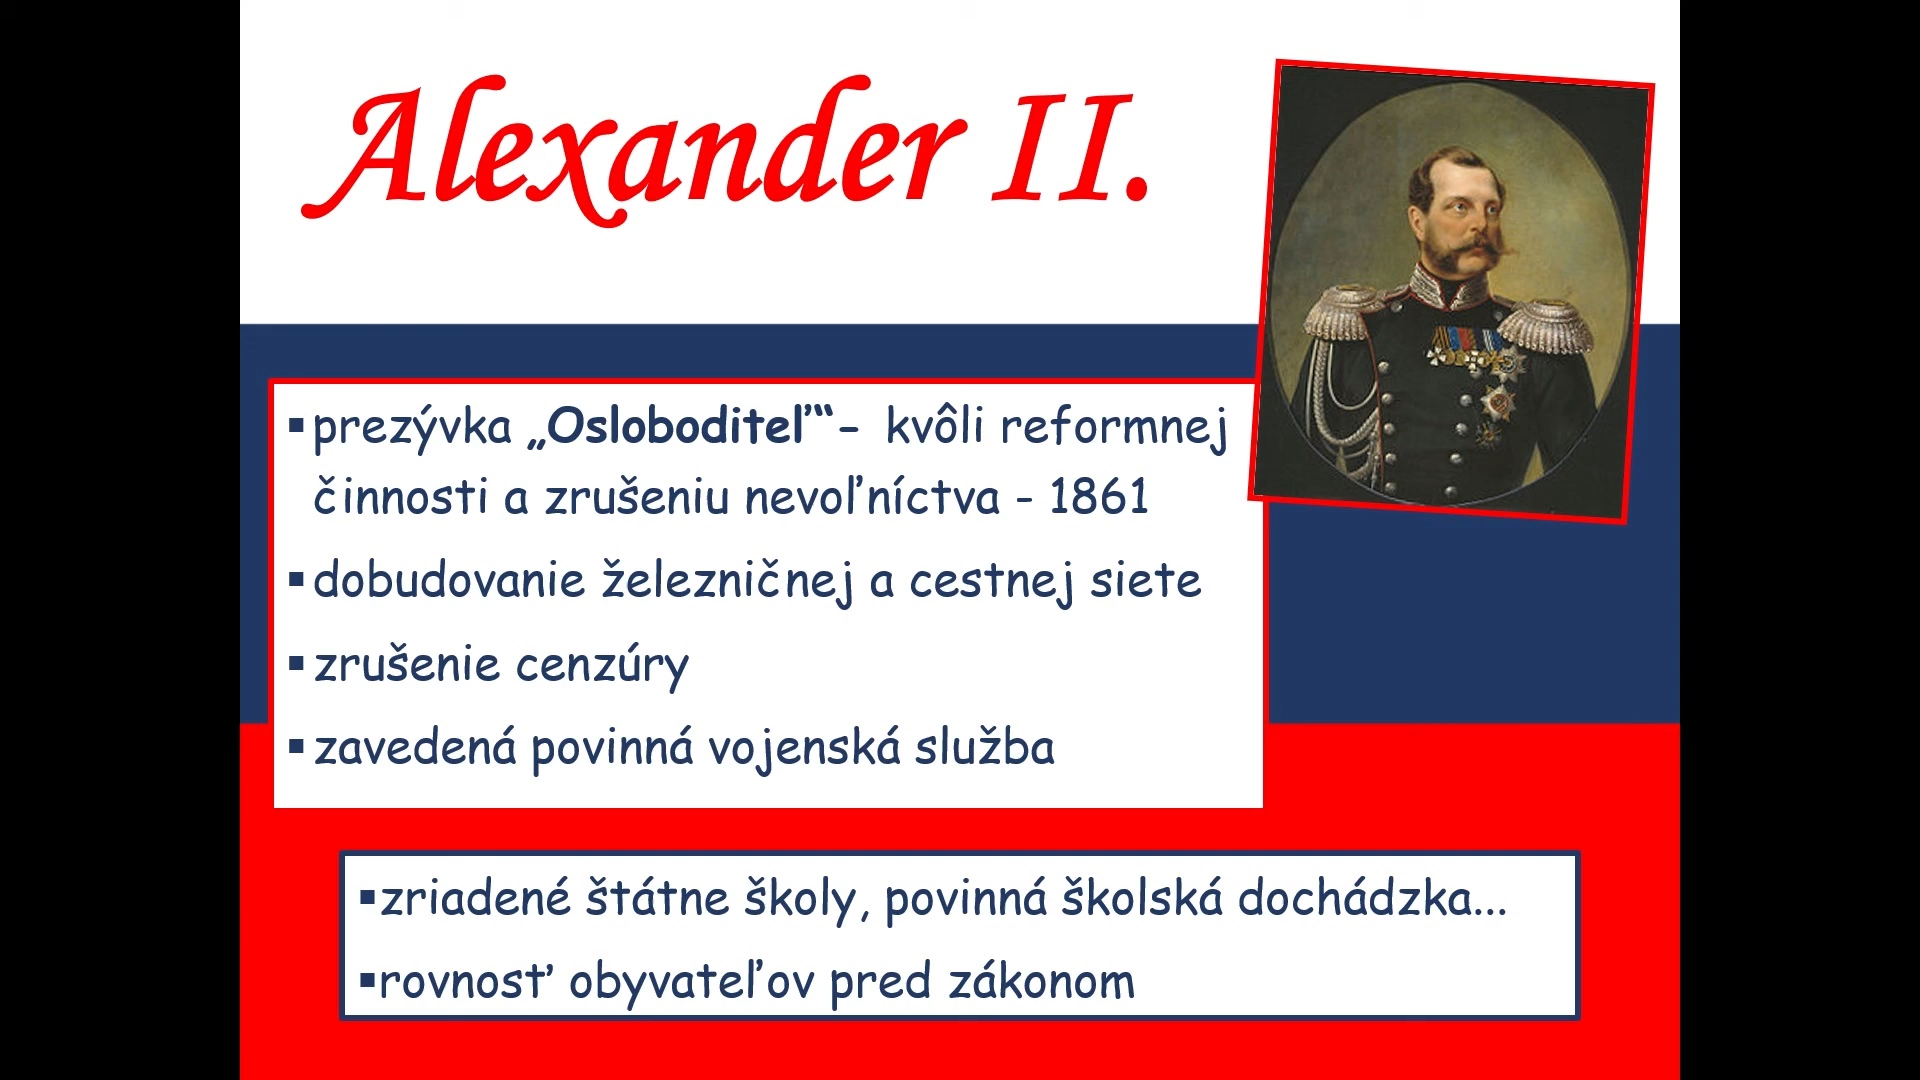 Alexander II.
▪prezývka „Osloboditeľ“- kvôli reformnej
činnosti a zrušeniu nevoľníctva - 1861
▪dobudovanie železničnej a cestnej siete
▪zrušenie cenzúry
▪zavedená povinná vojenská služba
▪zriadené štátne školy, povinná školská dochádzka...
▪rovnosť obyvateľov pred zákonom